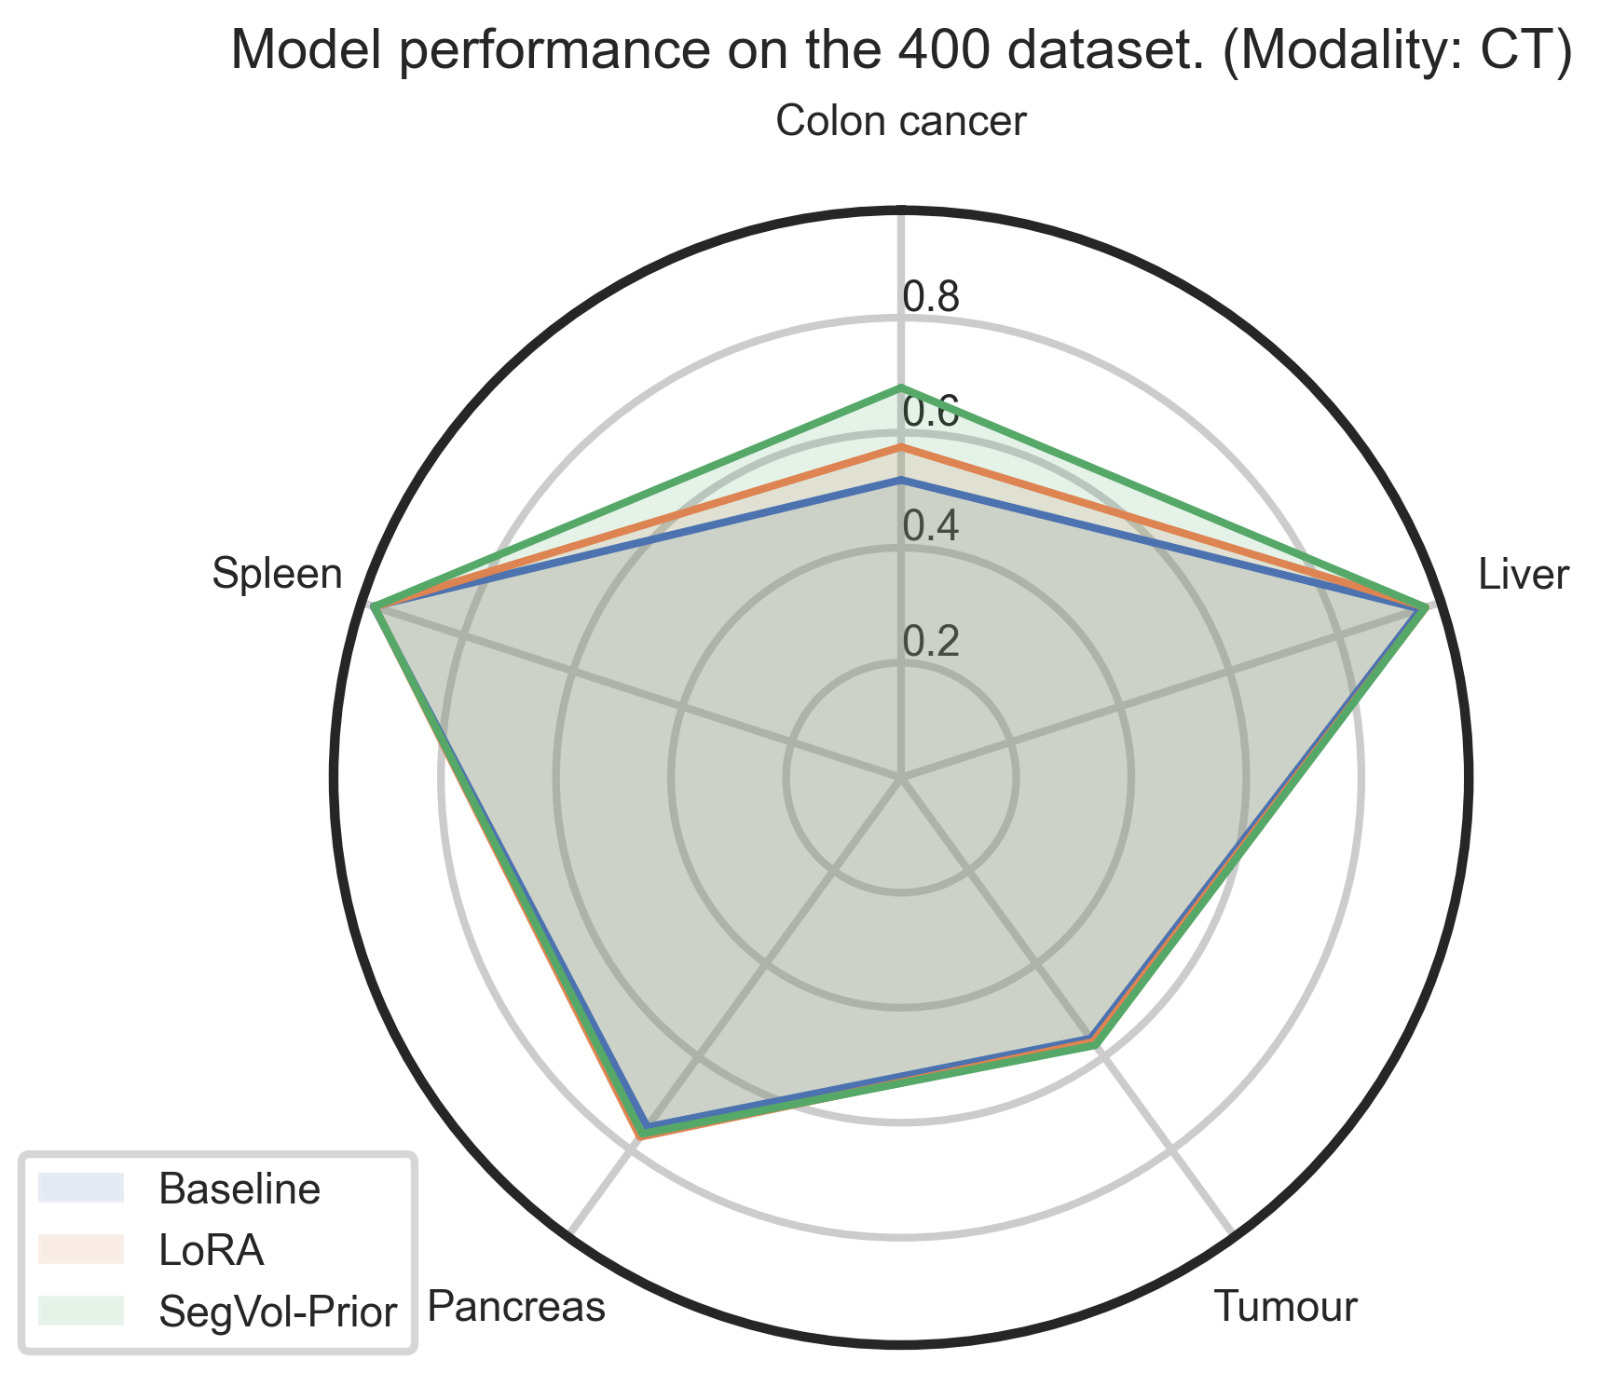 Model performance on the 400 dataset. (Modality: CT)
Colon cancer
0.8
0.6
0.4
0.2
Spleen
Liver
Pancreas
Tumour
Baseline
LoRA
SegVol-Prior